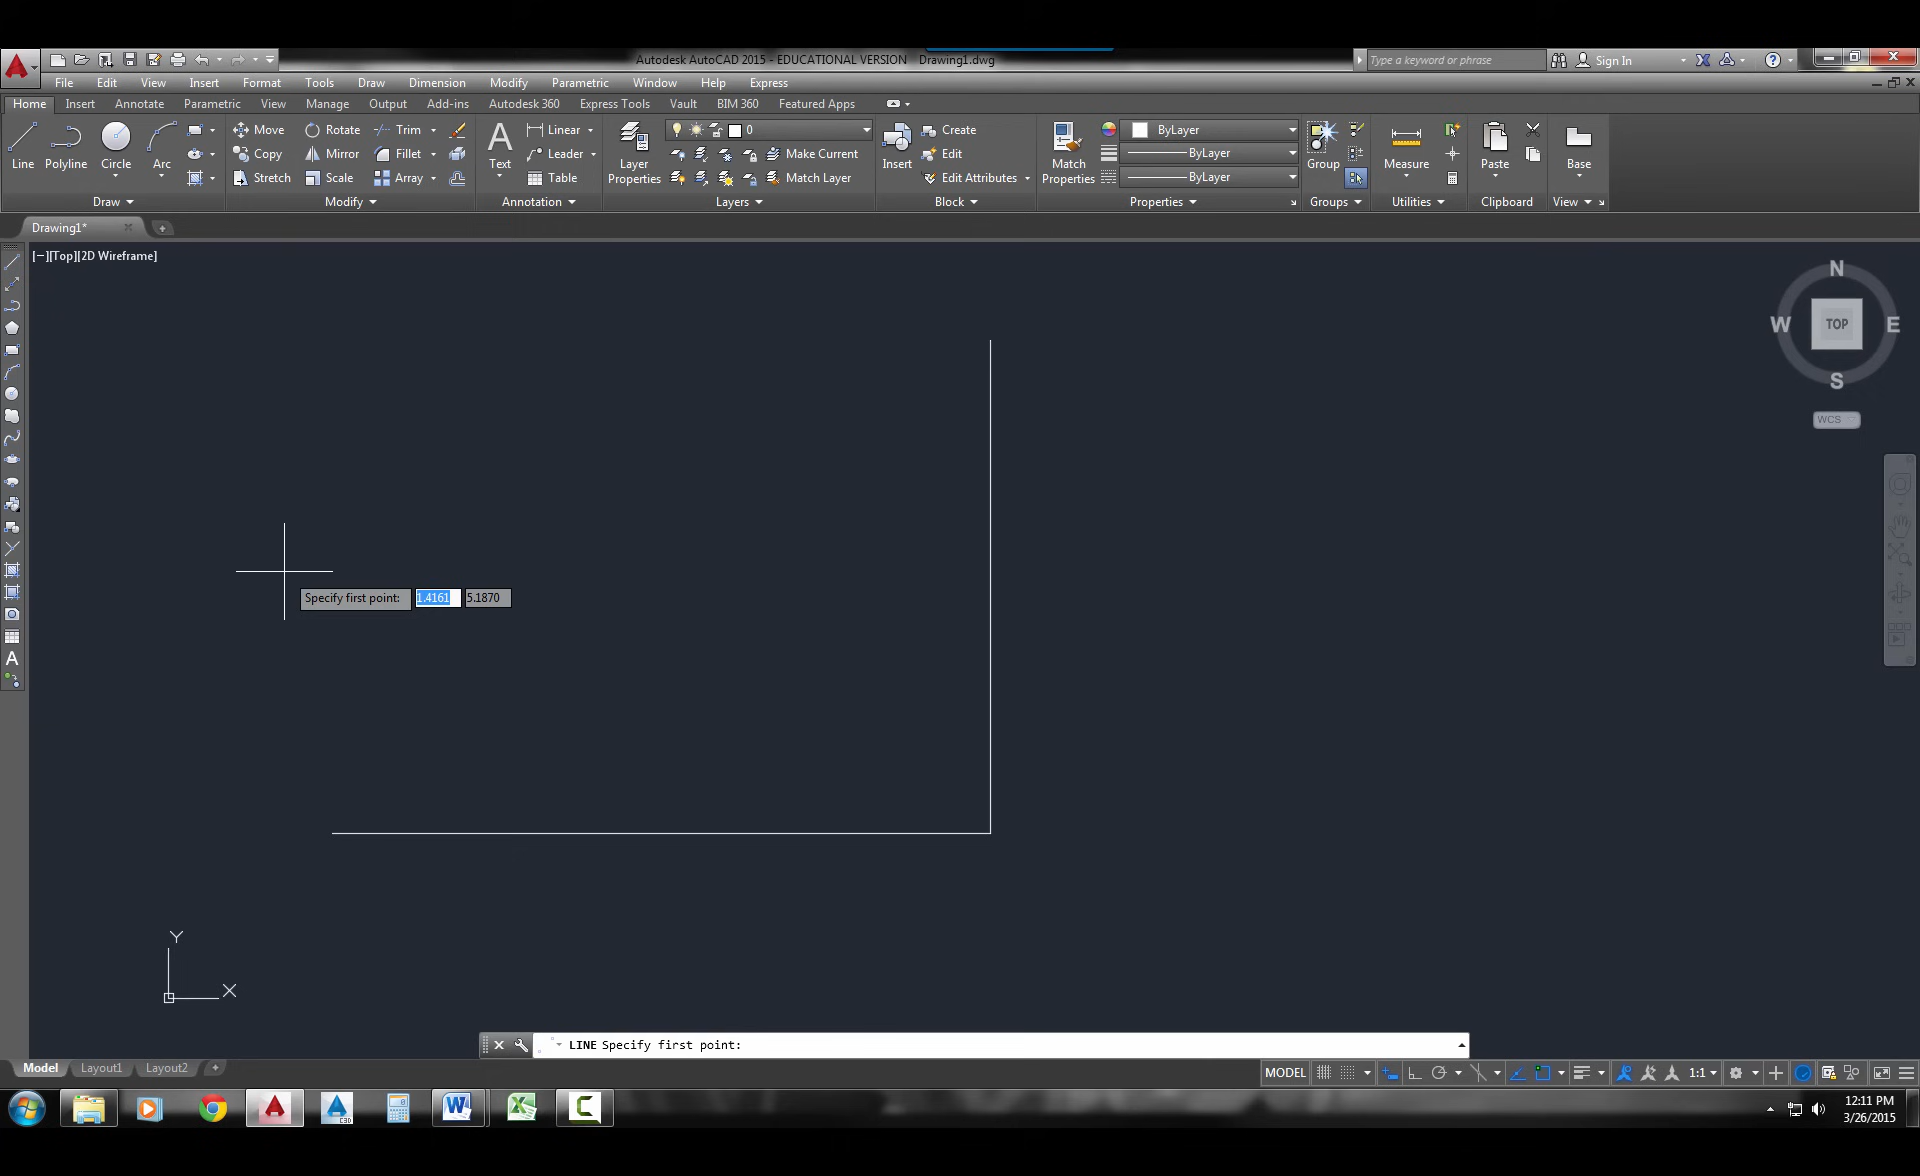 Autodesk AutoCAD 2015 - EDUCATIONAL VERSION Drawing1.dwg
Type a keyword or phrase
Sign In
File Edit View Insert Format Tools Draw Dimension Modify Parametric Window Help Express
Home Insert Annotate Parametric View Manage Output Add-ins Autodesk 360 Express Tools Vault BIM 360 Featured Apps
Line Polyline Circle Arc
Move Rotate Trim
Copy Mirror Fillet
Stretch Scale Array
Text
Linear
Leader
Table
Layer Properties
0
Make Current
Match Layer
Insert
Create
Edit
Edit Attributes
Match Properties
ByLayer
ByLayer
ByLayer
Group
Measure
Paste
Base
Draw Modify Annotation Layers Block Properties Groups Utilities Clipboard View
Drawing1*
[−][Top][2D Wireframe]
N
W TOP E
S
WCS
Specify first point: 1.4161 5.1870
A
Y
X
LINE Specify first point:
Model Layout1 Layout2
MODEL 1:1
C3D
12:11 PM
3/26/2015